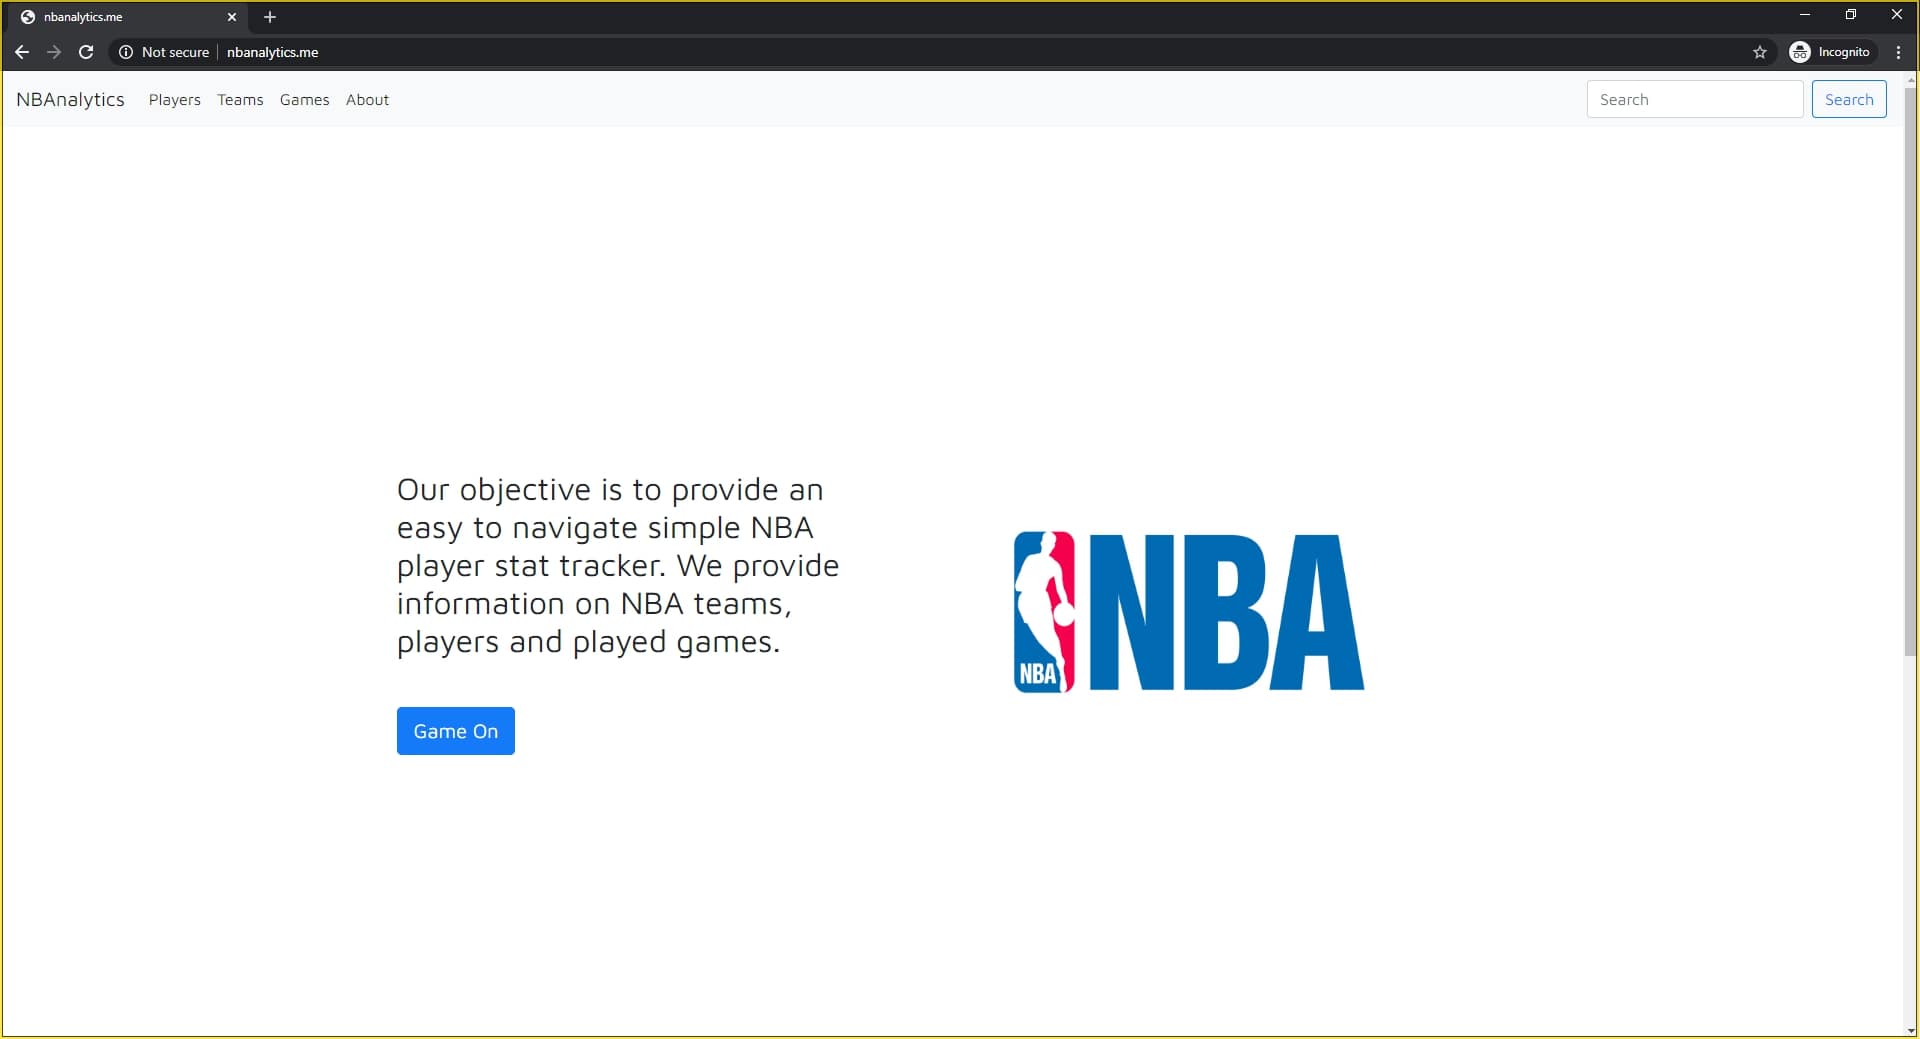 nbanalytics.me
Not secure nbanalytics.me Incognito
NBAnalytics Players Teams Games About Search Search
Our objective is to provide an
easy to navigate simple NBA
player stat tracker. We provide
information on NBA teams,
players and played games.
Game On
NBA NBA